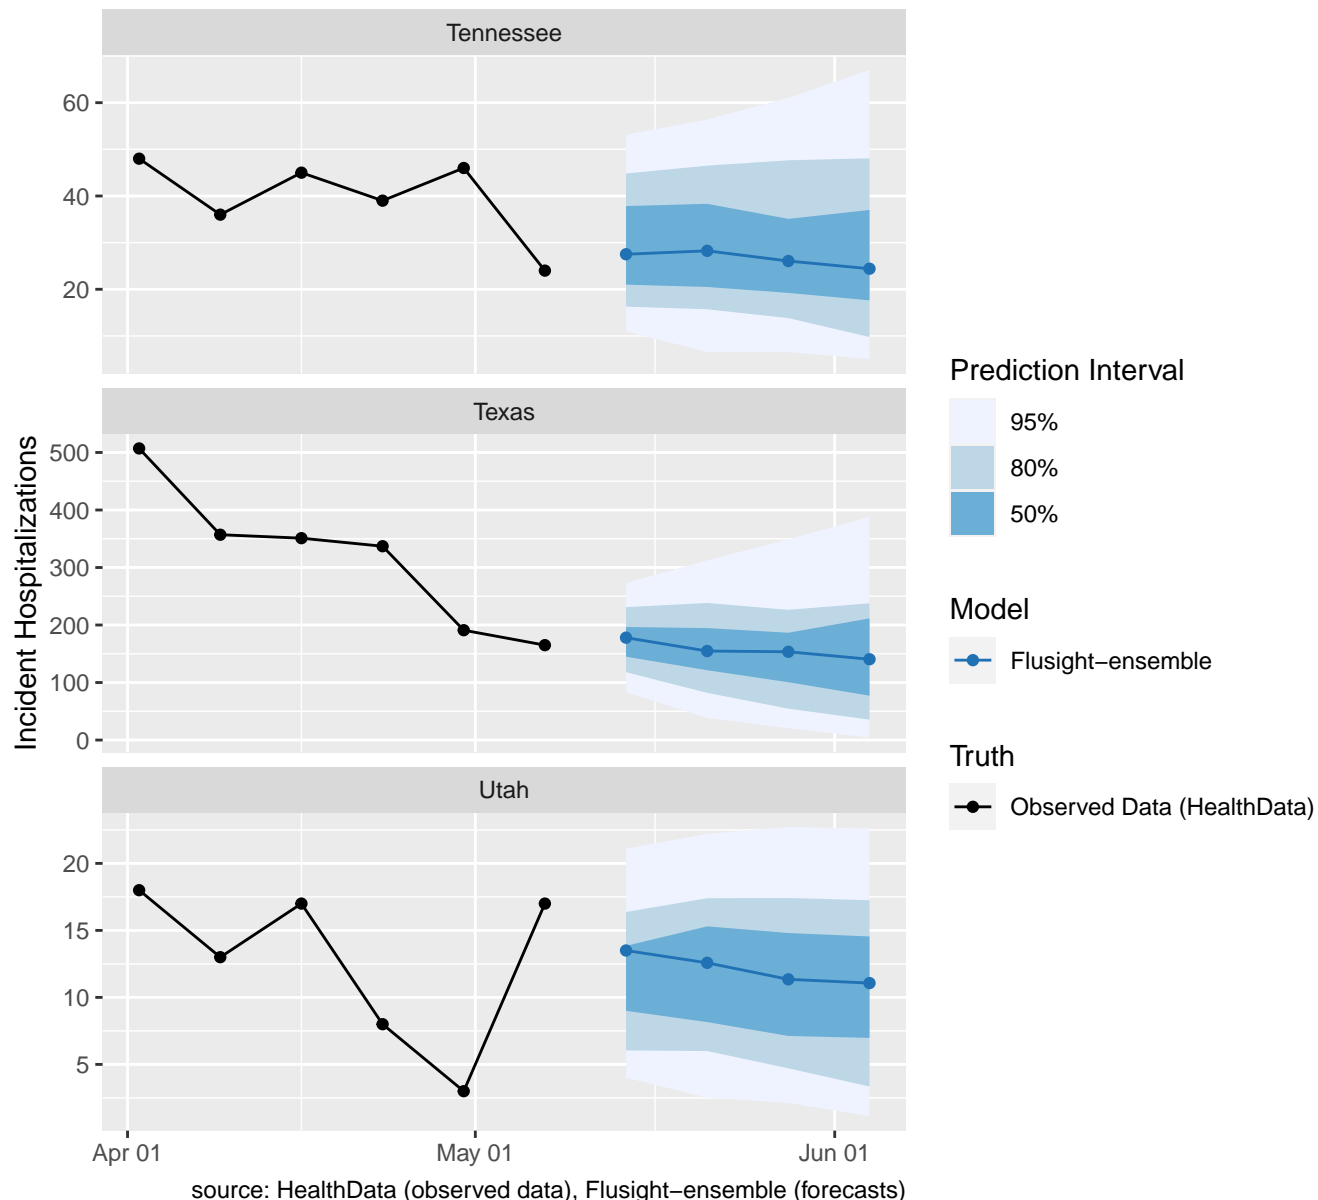 Tennessee
60
40
20
Texas
500
400
300
200
100
0
Utah
20
15
10
5
Apr 01
May 01
Jun 01
Incident Hospitalizations
source: HealthData (observed data), Flusight−ensemble (forecasts)
Prediction Interval
95%
80%
50%
Model
Flusight−ensemble
Truth
Observed Data (HealthData)